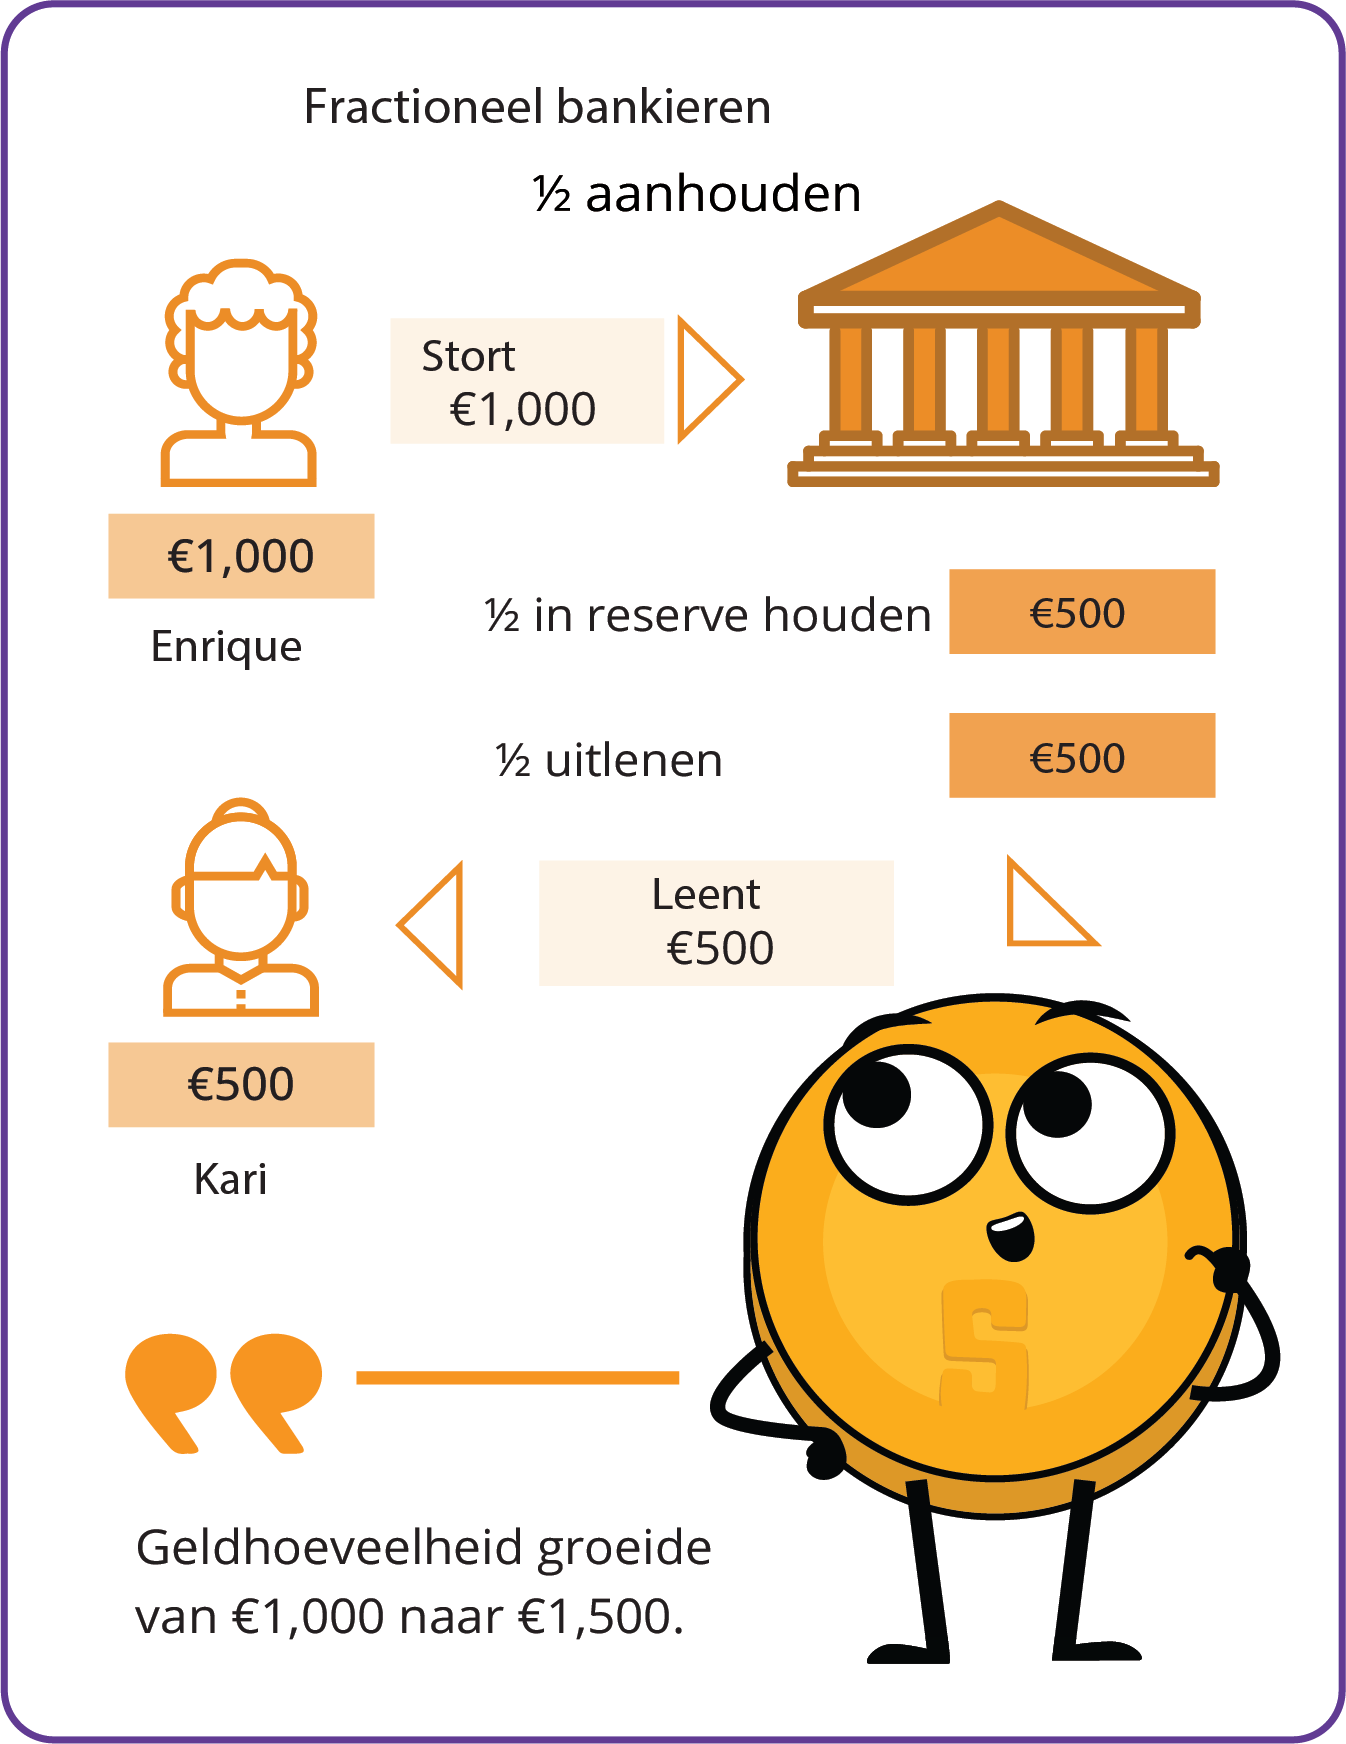 Fractioneel bankieren
½ aanhouden
Stort
€1,000
€1,000
Enrique
½ in reserve houden
€500
½ uitlenen
€500
Leent
€500
€500
Kari
Geldhoeveelheid groeide
van €1,000 naar €1,500.